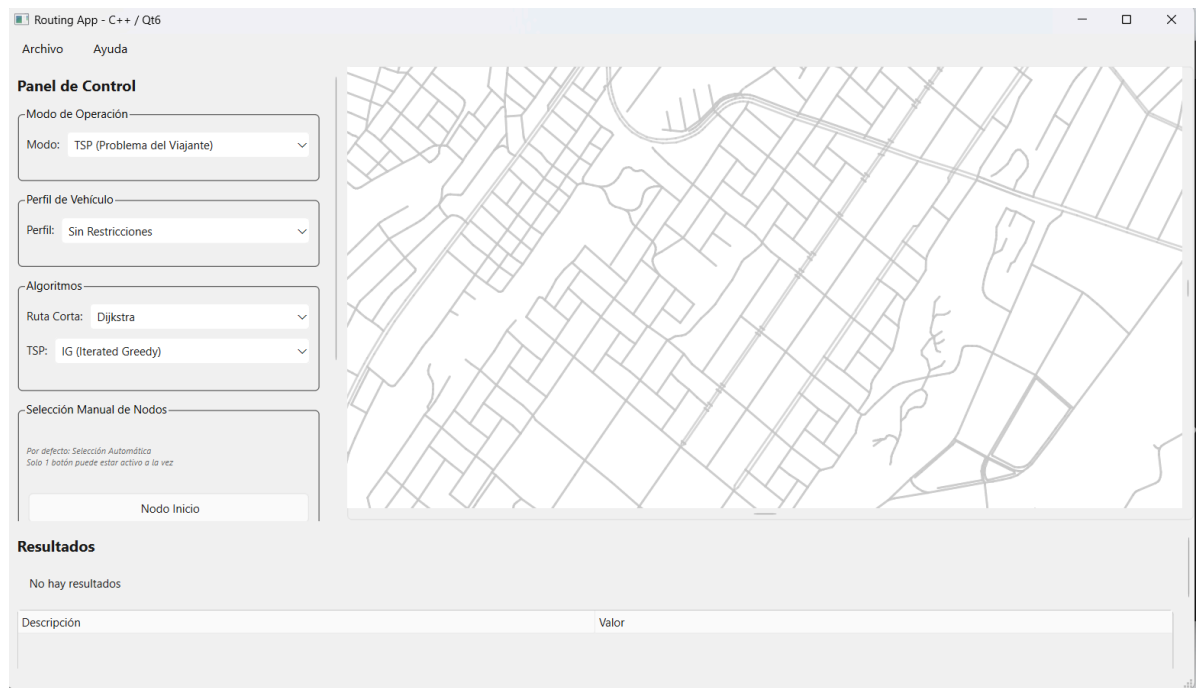 Routing App - C++ / Qt6
Archivo Ayuda
Panel de Control
Modo de Operación
Modo: TSP (Problema del Viajante)
Perfil de Vehículo
Perfil: Sin Restricciones
Algoritmos
Ruta Corta: Dijkstra
TSP: IG (Iterated Greedy)
Selección Manual de Nodos
Por defecto: Selección Automática
Solo 1 botón puede estar activo a la vez
Nodo Inicio
Resultados
No hay resultados
Descripción Valor